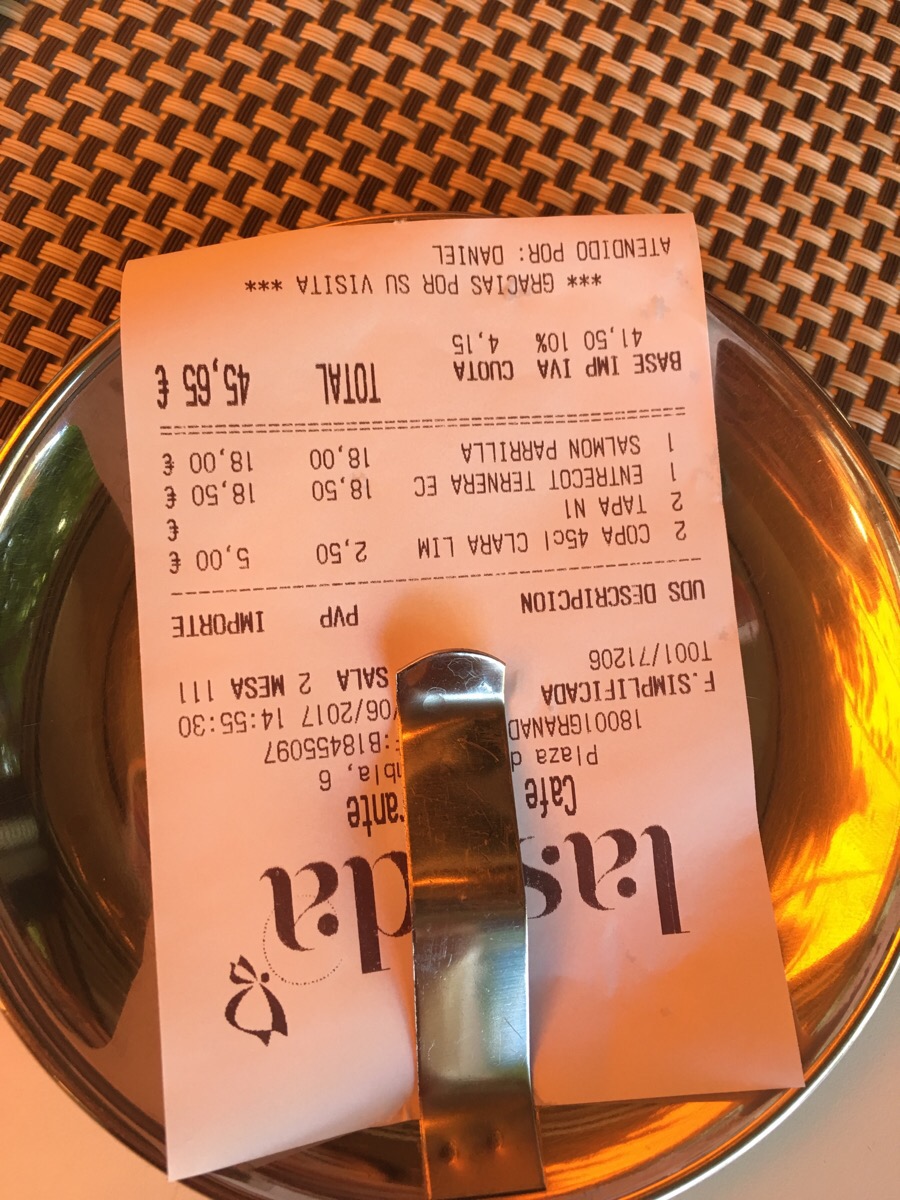 Café
Plaza
18001GRANAD 6
:B18455097
/06/2017 14:55:30
F.SIMPLIFICADA SALA 2 MESA 111
T001/71206
UDS DESCRIPCION PVP IMPORTE
2 COPA 45cl CLARA LIM 2,50 5,00 €
2 TAPA N1 €
1 ENTRECOT TERNERA EC 18,50 18,50 €
1 SALMON PARRILLA 18,00 18,00 €
BASE IMP IVA CUOTA TOTAL 45,65 €
41,50 10% 4,15
*** GRACIAS POR SU VISITA ***
ATENDIDO POR: DANIEL